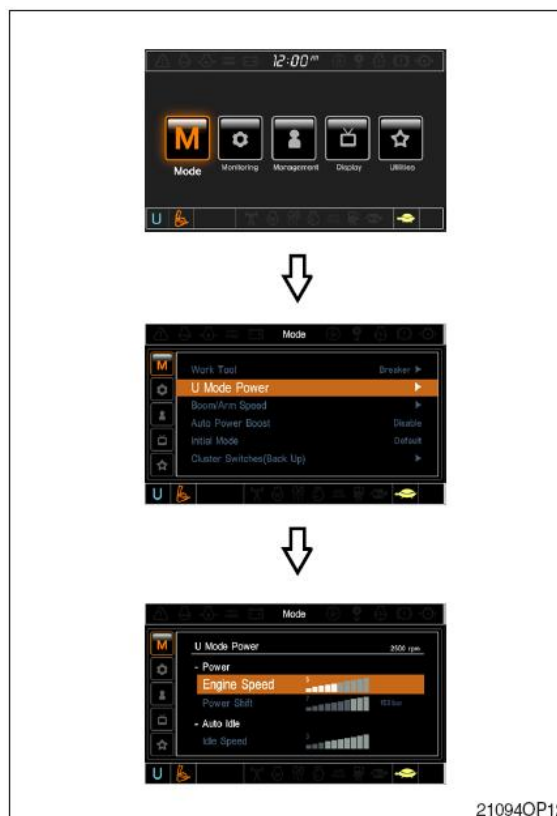 12:00 am
M
Mode Monitoring Management Display Utilities
U
Mode
M
Work Tool Breaker
U Mode Power
Boom/Arm Speed
Auto Power Boost Disable
Initial Mode Default
Cluster Switches(Back Up)
U
Mode
M
U Mode Power 2500 rpm
- Power
Engine Speed
Power Shift
- Auto Idle
Idle Speed
U